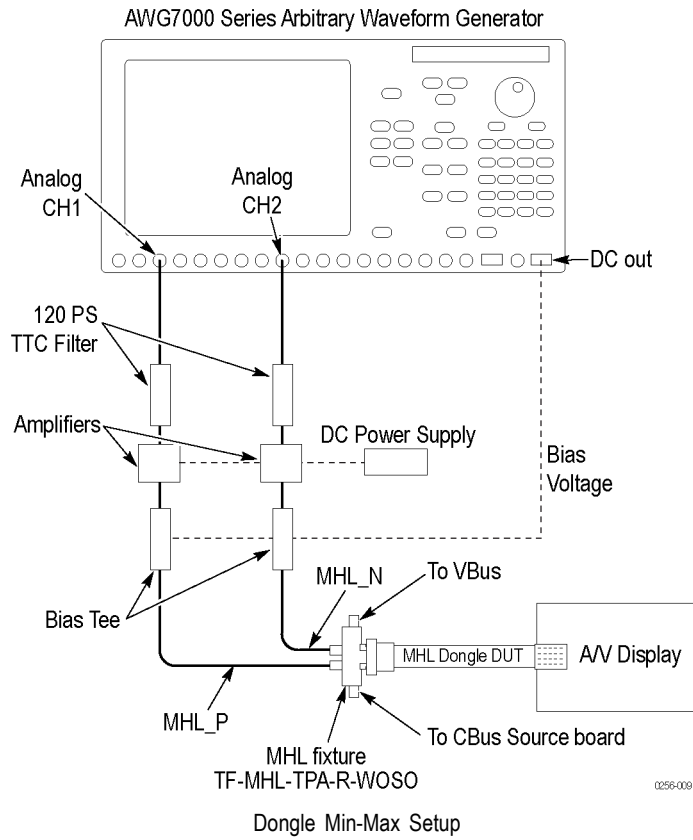 AWG7000 Series Arbitrary Waveform Generator
Analog
CH1
Analog
CH2
DC out
120 PS
TTC Filter
Amplifiers
DC Power Supply
Bias
Voltage
Bias Tee
MHL_N
To VBus
MHL Dongle DUT
A/V Display
MHL_P
To CBus Source board
MHL fixture
TF-MHL-TPA-R-WOSO
0256-009
Dongle Min-Max Setup